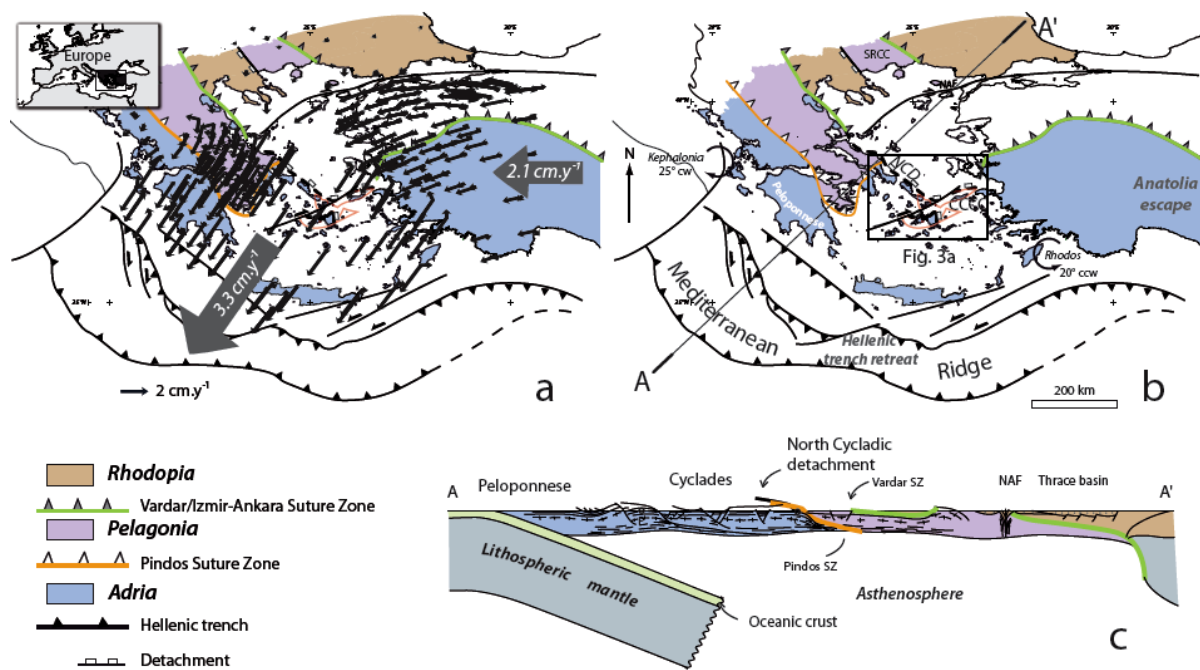 Europe
25°E
20°E
40°N
2.1 cm.y⁻¹
3.3 cm.y⁻¹
2 cm.y⁻¹
a
A'
SRCC
NAF
N
Kephalonia
25° cw
NCD
CCC
Peloponnese
Anatolia
escape
Fig. 3a
Rhodos
20° ccw
Mediterranean
Hellenic
trench retreat
Ridge
A
b
200 km
Rhodopia
Vardar/Izmir-Ankara Suture Zone
Pelagonia
Pindos Suture Zone
Adria
Hellenic trench
Detachment
A
Peloponnese
Cyclades
North Cycladic
detachment
Vardar SZ
NAF
Thrace basin
A'
Lithospheric mantle
Pindos SZ
Asthenosphere
Oceanic crust
c